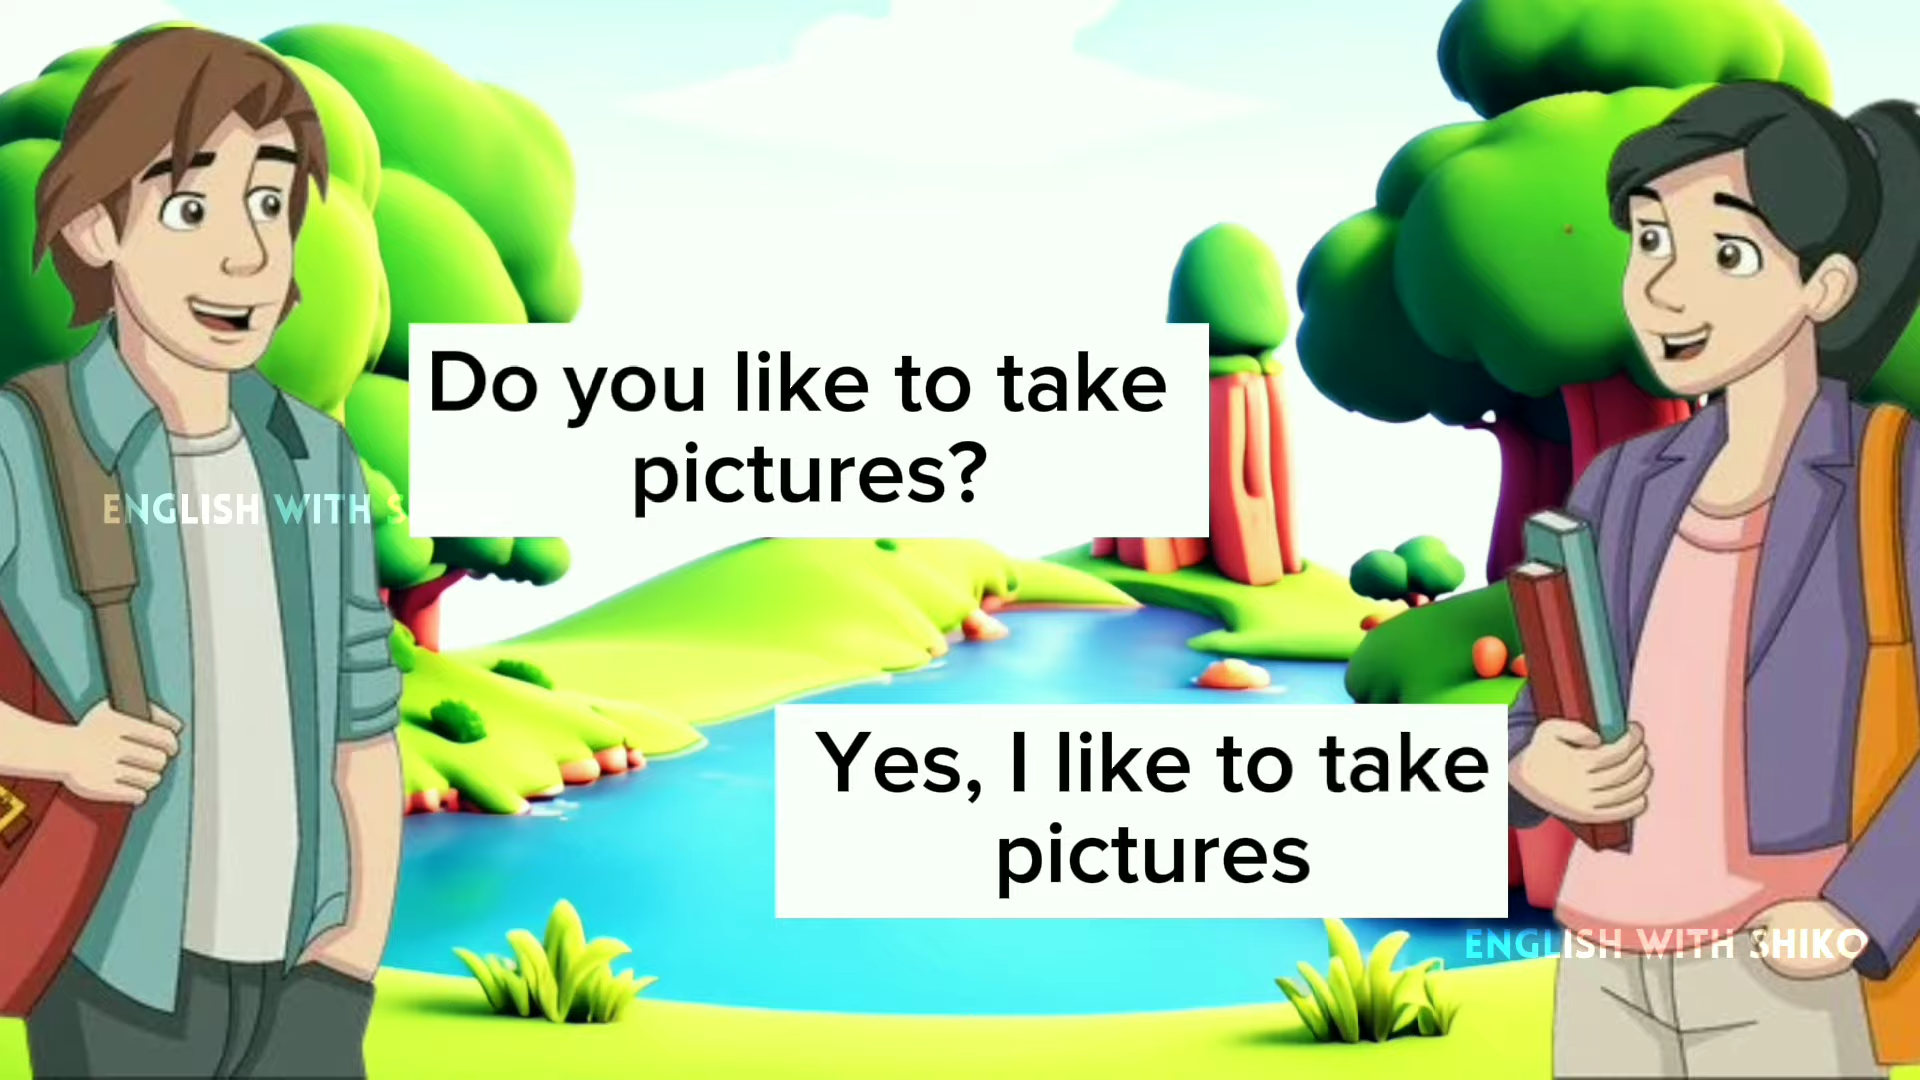 Do you like to take
pictures?
ENGLISH WITH S
Yes, I like to take
pictures
ENGLISH WITH SHIKO